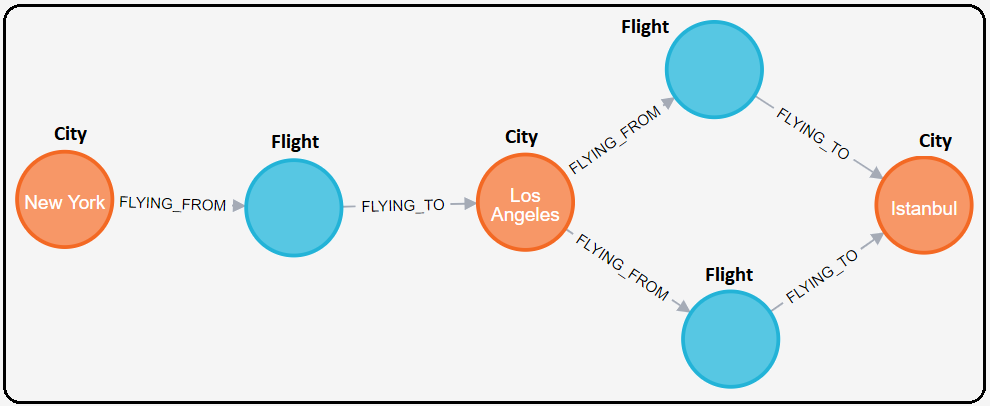 City
New York
FLYING_FROM
Flight
FLYING_TO
City
Los
Angeles
FLYING_FROM
Flight
FLYING_TO
FLYING_FROM
Flight
FLYING_TO
City
Istanbul